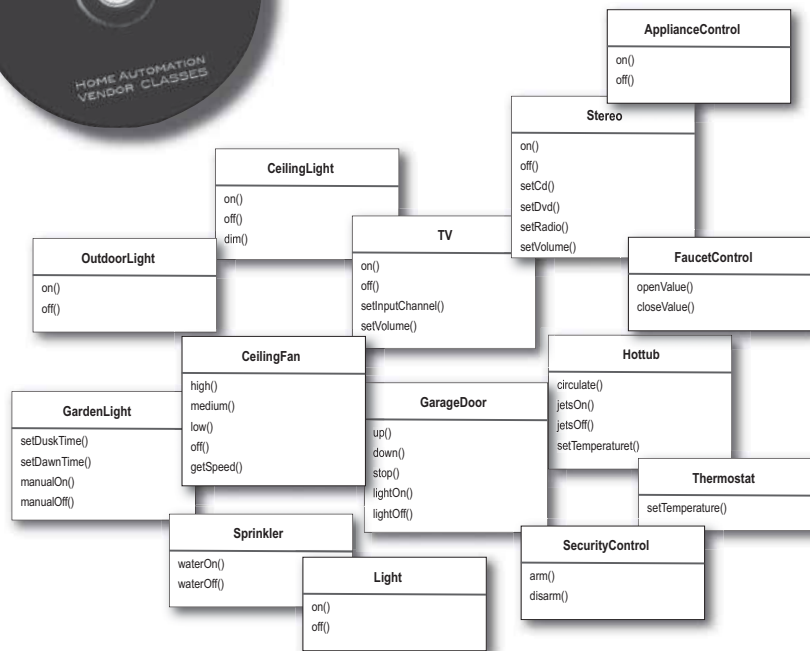 HOME AUTOMATION
VENDOR CLASSES
ApplianceControl
on()
off()
Stereo
on()
off()
setCd()
setDvd()
setRadio()
setVolume()
CeilingLight
on()
off()
dim()
TV
on()
off()
setInputChannel()
setVolume()
OutdoorLight
on()
off()
FaucetControl
openValue()
closeValue()
CeilingFan
high()
medium()
low()
off()
getSpeed()
Hottub
circulate()
jetsOn()
jetsOff()
setTemperaturet()
GardenLight
setDuskTime()
setDawnTime()
manualOn()
manualOff()
GarageDoor
up()
down()
stop()
lightOn()
lightOff()
Thermostat
setTemperature()
Sprinkler
waterOn()
waterOff()
SecurityControl
arm()
disarm()
Light
on()
off()